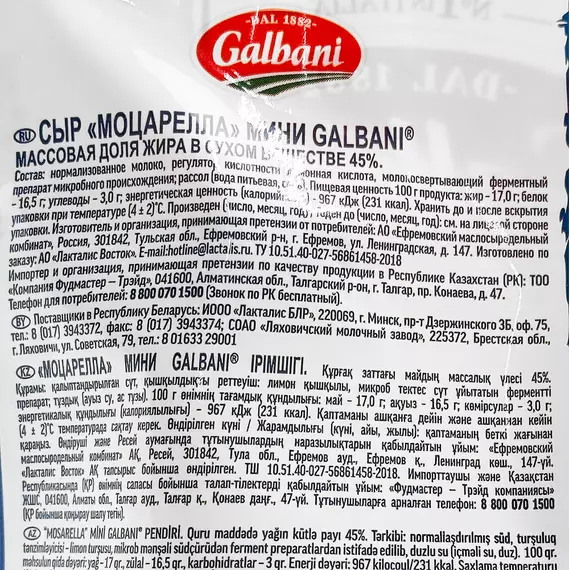 -DAL 1882-
Galbani
RU СЫР «МОЦАРЕЛЛА» МИНИ GALBANI®
МАССОВАЯ ДОЛЯ ЖИРА В СУХОМ ВЕЩЕСТВЕ 45%.
Состав: нормализованное молоко, регулятор кислотности лимонная кислота, молокосвертывающий ферментный
препарат микробного происхождения; рассол (вода питьевая, соль). Пищевая ценность 100 г продукта: жир - 17,0 г; белок
- 16,5 г; углеводы - 3,0 г; энергетическая ценность (калорийность) - 967 кДж (231 ккал). Хранить до и после вскрытия
упаковки при температуре (4 ± 2)°С. Произведен (число, месяц, год)/ Годен до (число, месяц, год): см. на лицевой стороне
упаковки. Изготовитель и организация, принимающая претензии от потребителей: АО «Ефремовский маслосыродельный
комбинат», Россия, 301842, Тульская обл., Ефремовский р-н, г. Ефремов, ул. Ленинградская, д. 147. Изготовлено по
заказу: АО «Лакталис Восток». E-mail:hotline@lactalis.ru. ТУ 10.51.40-027-56861458-2018
Импортер и организация, принимающая претензии по качеству продукции в Республике Казахстан (РК): ТОО
«Компания Фудмастер – Трэйд», 041600, Алматинская обл., Талгарский р-он, г. Талгар, пр. Конаева, д. 47.
Телефон для потребителей: 8 800 070 1500 (Звонок по РК бесплатный).
BY Поставщики в Республику Беларусь: ИООО «Лакталис БЛР», 220069, г. Минск, пр-т Дзержинского 3Б, оф. 75,
тел.: 8 (017) 3943372, факс: 8 (017) 3943374; СОАО «Ляховичский молочный завод», 225372, Брестская обл.,
г. Ляховичи, ул. Советская, 79, тел.: 8 01633 29001
KZ «МОЦАРЕЛЛА» МИНИ GALBANI® ІРІМШІГІ. Құрғақ заттағы майдың массалық үлесі 45%.
Құрамы: қалыптандырылған сүт, қышқылдықты реттеуіш: лимон қышқылы, микроб тектес сүт ұйытатын ферментті
препарат; тұздық (ауыз су, ас тұзы). 100 г өнімнің тағамдық құндылығы: май - 17,0 г; ақуыз - 16,5 г; көмірсулар - 3,0 г;
энергетикалық құндылығы (калориялылығы) - 967 кДж (231 ккал). Қаптаманы ашқанға дейін және ашқаннан кейін
(4 ± 2)°С температурада сақтау керек. Өндірілген күні / Жарамдылығы (күні, айы, жылы): қаптаманың беткі жағынан
қараңыз. Өндіруші және Ресей аумағында тұтынушылардың наразылықтарын қабылдайтын ұйым: «Ефремовский
маслосыродельный комбинат» АҚ, Ресей, 301842, Тула обл., Ефремов ауд., Ефремов қ., Ленинград көш., 147-үй.
«Лакталис Восток» АҚ тапсырыс бойынша өндірілген. ТШ 10.51.40-027-56861458-2018. Импорттаушы және Қазақстан
Республикасында (ҚР) өнімнің сапасы бойынша талап-тілектерді қабылдайтын ұйым: «Фудмастер – Трэйд компаниясы»
ЖШС, 041600, Алматы обл., Талғар ауд., Талғар қ., Қонаев даңғ., 47-үй. Тұтынушыларға арналған телефон: 8 800 070 1500
(ҚР бойынша қоңырау шалу тегін).
AZ "MOSARELLA" MİNİ GALBANI® PENDİRİ. Quru maddədə yağın kütlə payı 45%. Tərkibi: normallaşdırılmış süd, turşuluq
tənzimləyicisi - limon turşusu, mikrob mənşəli südçürüdən ferment preparatlardan istifadə edilib, duzlu su (içməli su, duz). 100 qr.
məhsulun qida dəyəri: yağ - 17 qr, zülal - 16,5 qr, karbohidratlar - 3 qr. Enerji dəyəri: 967 kiloCoul/231 kkal. Saxlama temperaturu